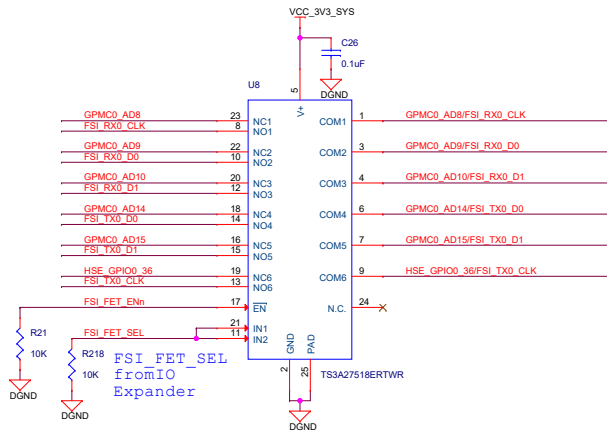 VCC_3V3_SYS
C26
0.1uF
DGND
U8
5
V+
GPMC0_AD8 23 NC1 COM1 1 GPMC0_AD8/FSI_RX0_CLK
FSI_RX0_CLK 8 NO1
GPMC0_AD9 22 NC2 COM2 3 GPMC0_AD9/FSI_RX0_D0
FSI_RX0_D0 10 NO2
GPMC0_AD10 20 NC3 COM3 4 GPMC0_AD10/FSI_RX0_D1
FSI_RX0_D1 12 NO3
GPMC0_AD14 18 NC4 COM4 6 GPMC0_AD14/FSI_TX0_D0
FSI_TX0_D0 14 NO4
GPMC0_AD15 16 NC5 COM5 7 GPMC0_AD15/FSI_TX0_D1
FSI_TX0_D1 15 NO5
HSE_GPIO0_36 19 NC6 COM6 9 HSE_GPIO0_36/FSI_TX0_CLK
FSI_TX0_CLK 13 NO6
FSI_FET_ENn 17 EN N.C. 24
21 IN1
FSI_FET_SEL 11 IN2
R21
10K
DGND
R218
10K
DGND
FSI_FET_SEL
fromIO
Expander
GND
PAD
2
25
TS3A27518ERTWR
DGND